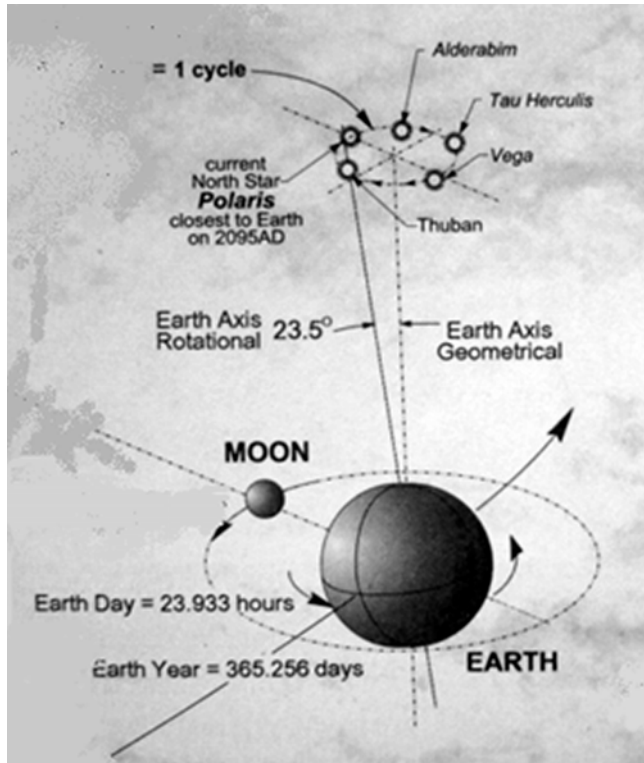 Alderabim
= 1 cycle
Tau Herculis
current
North Star
Polaris
closest to Earth
on 2095AD
Vega
Thuban
Earth Axis
Rotational
23.5°
Earth Axis
Geometrical
MOON
Earth Day = 23.933 hours
Earth Year = 365.256 days
EARTH